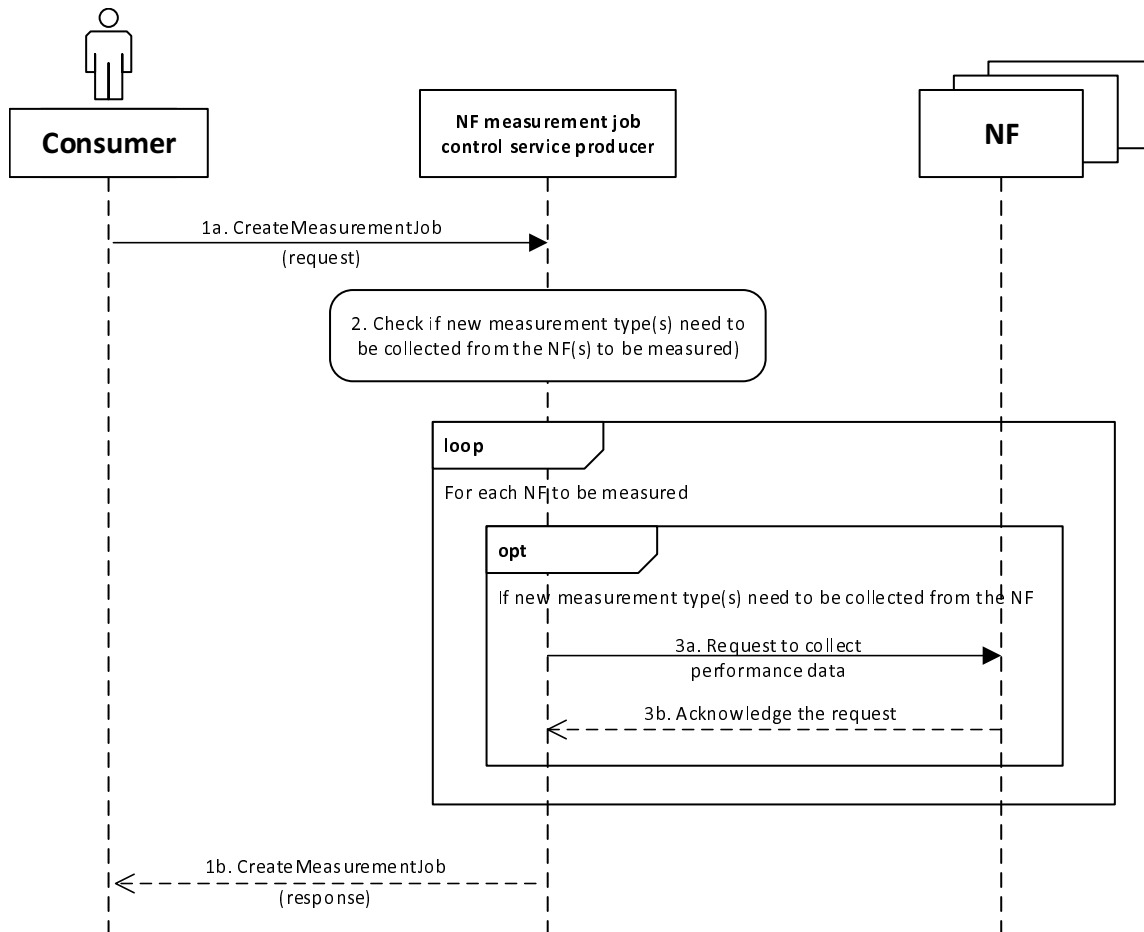 Consumer
NF measurement job
control service producer
NF
1a. CreateMeasurementJob
(request)
2. Check if new measurement type(s) need to
be collected from the NF(s) to be measured)
loop
For each NF to be measured
opt
If new measurement type(s) need to be collected from the NF
3a. Request to collect
performance data
3b. Acknowledge the request
1b. CreateMeasurementJob
(response)